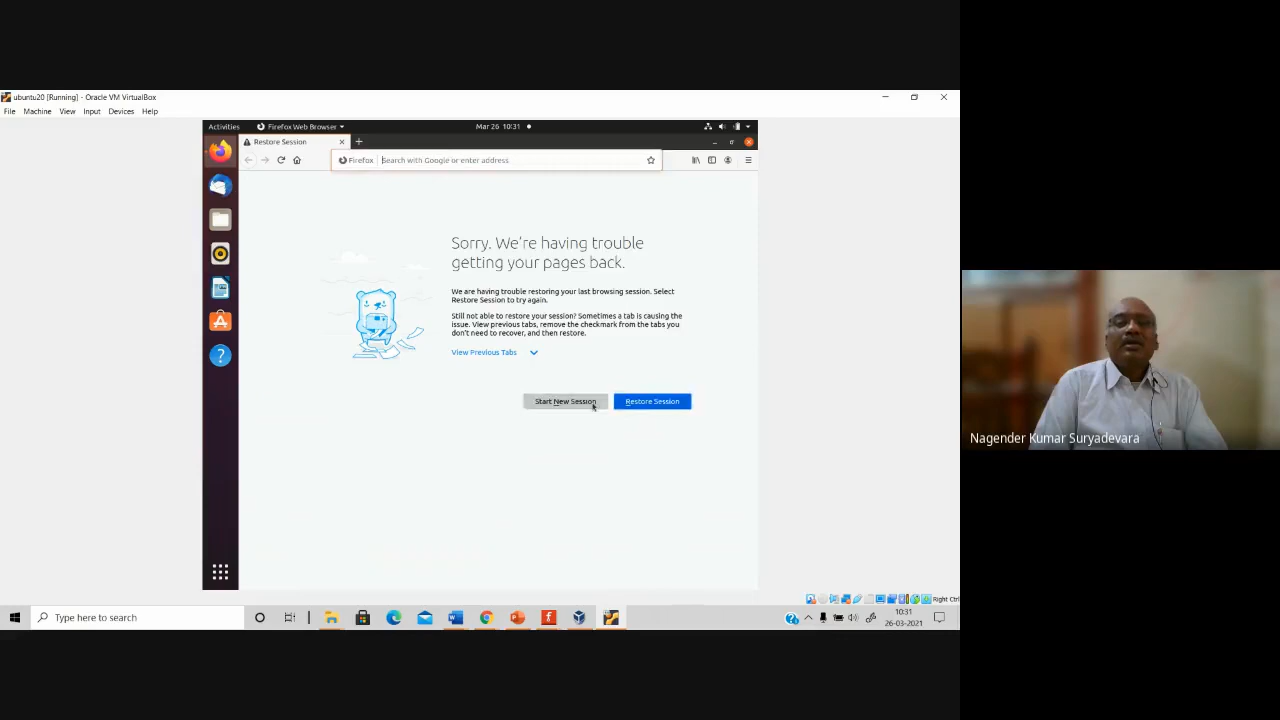 ubuntu20 [Running] - Oracle VM VirtualBox
File Machine View Input Devices Help
Activities Firefox Web Browser Mar 26 10:31
Restore Session
Firefox Search with Google or enter address
Sorry. We're having trouble
getting your pages back.
We are having trouble restoring your last browsing session. Select
Restore Session to try again.
Still not able to restore your session? Sometimes a tab is causing the
issue. View previous tabs, remove the checkmark from the tabs you
don't need to recover, and then restore.
View Previous Tabs
Start New Session Restore Session
Nagender Kumar Suryadevara
Right Ctrl
Type here to search
10:31
26-03-2021